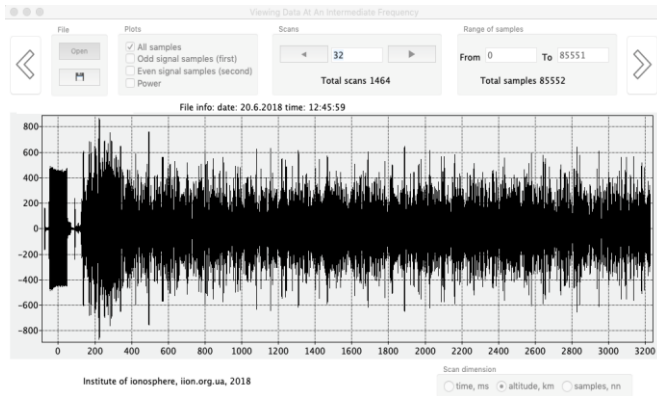 Viewing Data At An Intermediate Frequency
File
Open
Plots
All samples
Odd signal samples (first)
Even signal samples (second)
Power
Scans
32
Total scans 1464
Range of samples
From 0 To 85551
Total samples 85552
File info: date: 20.6.2018 time: 12:45:59
800
600
400
200
0
-200
-400
-600
-800
0 200 400 600 800 1000 1200 1400 1600 1800 2000 2200 2400 2600 2800 3000 3200
Institute of ionosphere, iion.org.ua, 2018
Scan dimension
time, ms altitude, km samples, nn